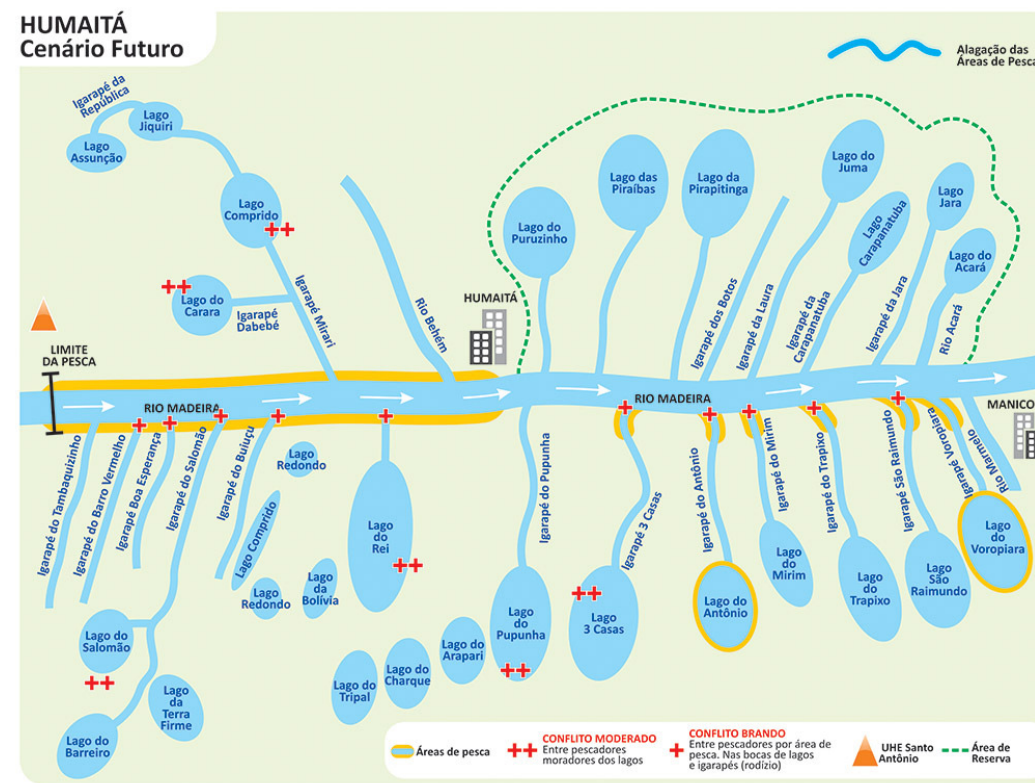 HUMAITÁ
Cenário Futuro
Alagação das
Áreas de Pesca
Igarapé da
República
Lago
Jiquiri
Lago
Assunção
Lago
Comprido
Lago do
Carara
Igarapé
Dabebé
Igarapé Mirari
Rio Behém
HUMAITÁ
Lago do
Puruzinho
Lago das
Piraíbas
Lago da
Pirapitinga
Lago do
Juma
Lago
Carapanatuba
Lago
Jara
Lago do
Acará
Igarapé dos Botos
Igarapé da Laura
Igarapé da
Carapanatuba
Igarapé da Jara
Rio Acará
LIMITE
DA PESCA
RIO MADEIRA
RIO MADEIRA
MANICO
Igarapé do Tambaquizinho
Igarapé do Barro Vermelho
Igarapé Boa Esperança
Igarapé do Salomão
Igarapé do Buiuçu
Lago
Redondo
Lago Comprido
Lago
Redondo
Lago
da
Bolívia
Lago
do
Rei
Igarapé do Pupunha
Igarapé 3 Casas
Igarapé do Antônio
Igarapé do Mirim
Igarapé do Trapixo
Igarapé São Raimundo
Igarapé Voropiara
Rio Marmelo
Lago do
Salomão
Lago
da
Terra
Firme
Lago do
Barreiro
Lago do
Tripal
Lago do
Charque
Lago do
Arapari
Lago
do
Pupunha
Lago
3 Casas
Lago do
Antônio
Lago
do Mirim
Lago
do
Trapixo
Lago
São
Raimundo
Lago
do
Voropiara
Áreas de pesca
CONFLITO MODERADO
Entre pescadores
moradores dos lagos
CONFLITO BRANDO
Entre pescadores por área de
pesca. Nas bocas de lagos
e igarapés (rodízio)
UHE Santo
Antônio
Área de
Reserva